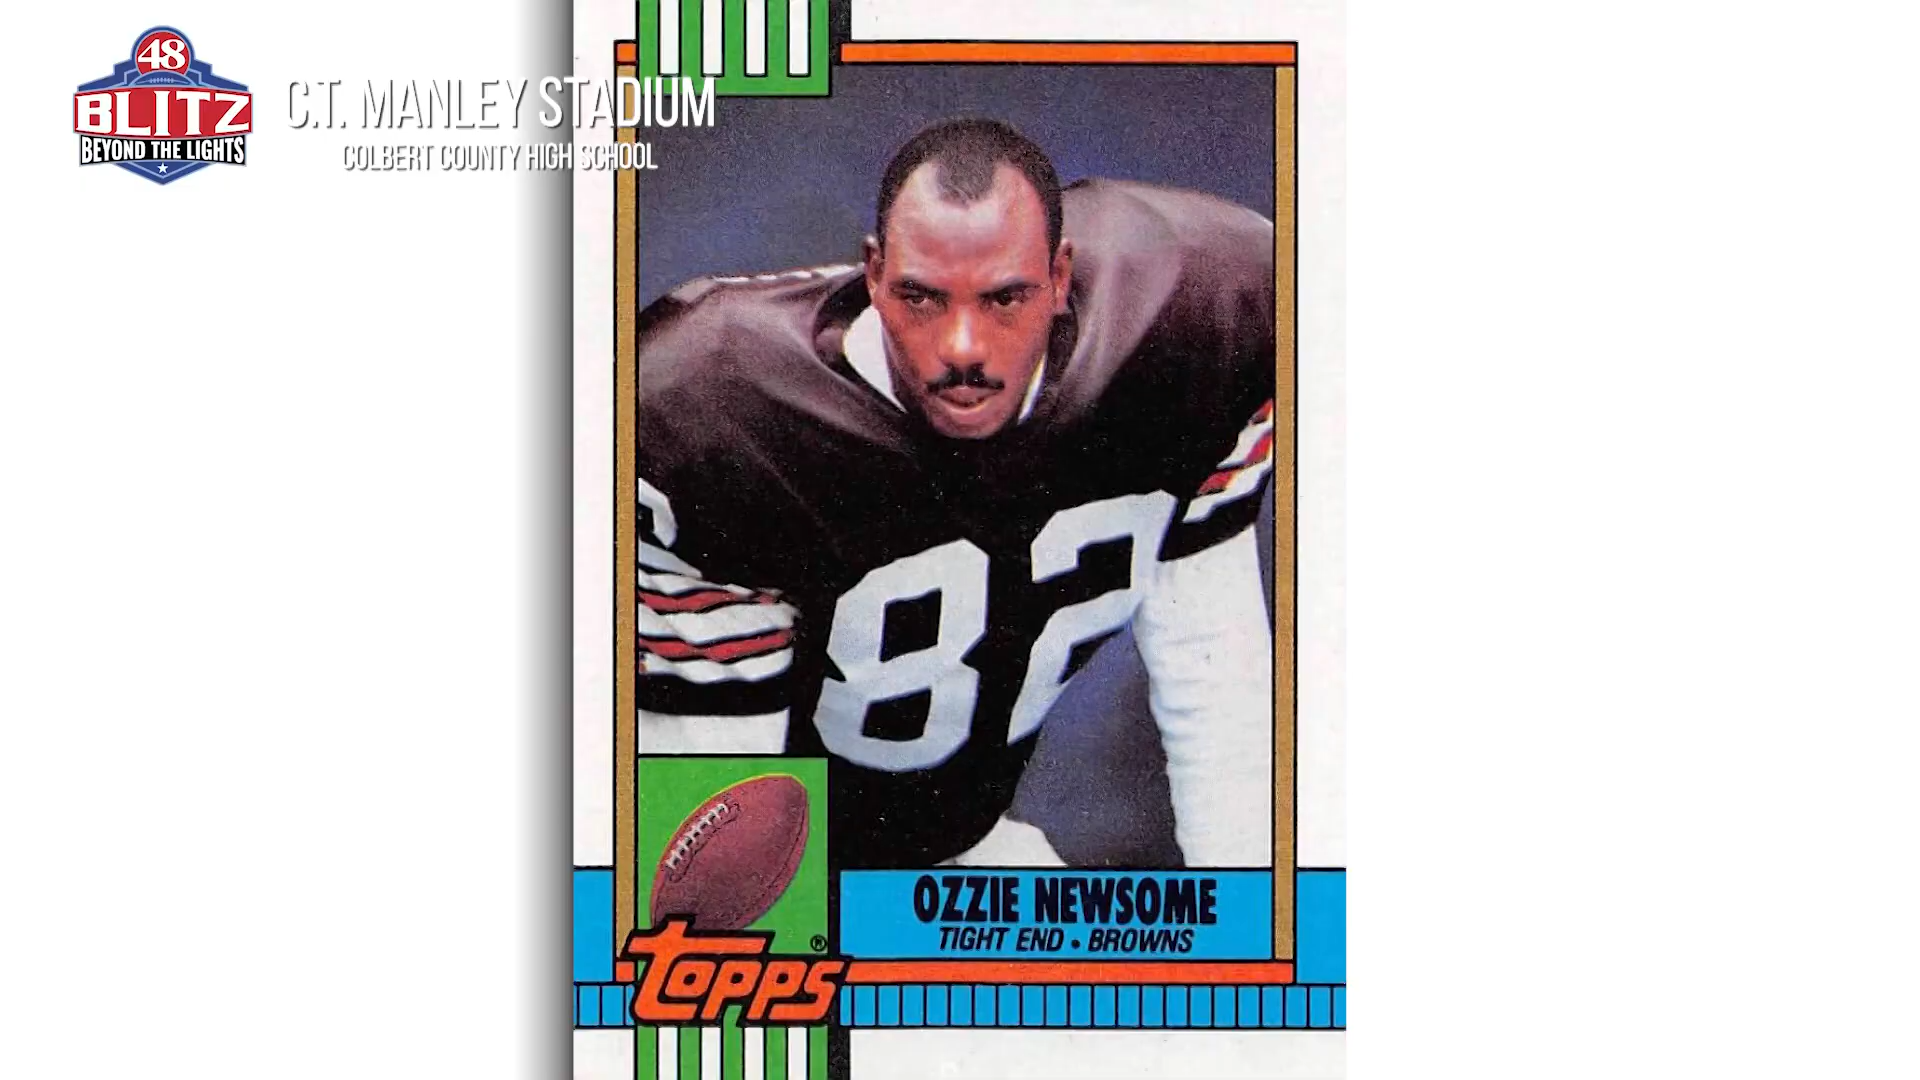 48
BLITZ
BEYOND THE LIGHTS
C.T. MANLEY STADIUM
COLBERT COUNTY HIGH SCHOOL
82
OZZIE NEWSOME
TIGHT END • BROWNS
topps®